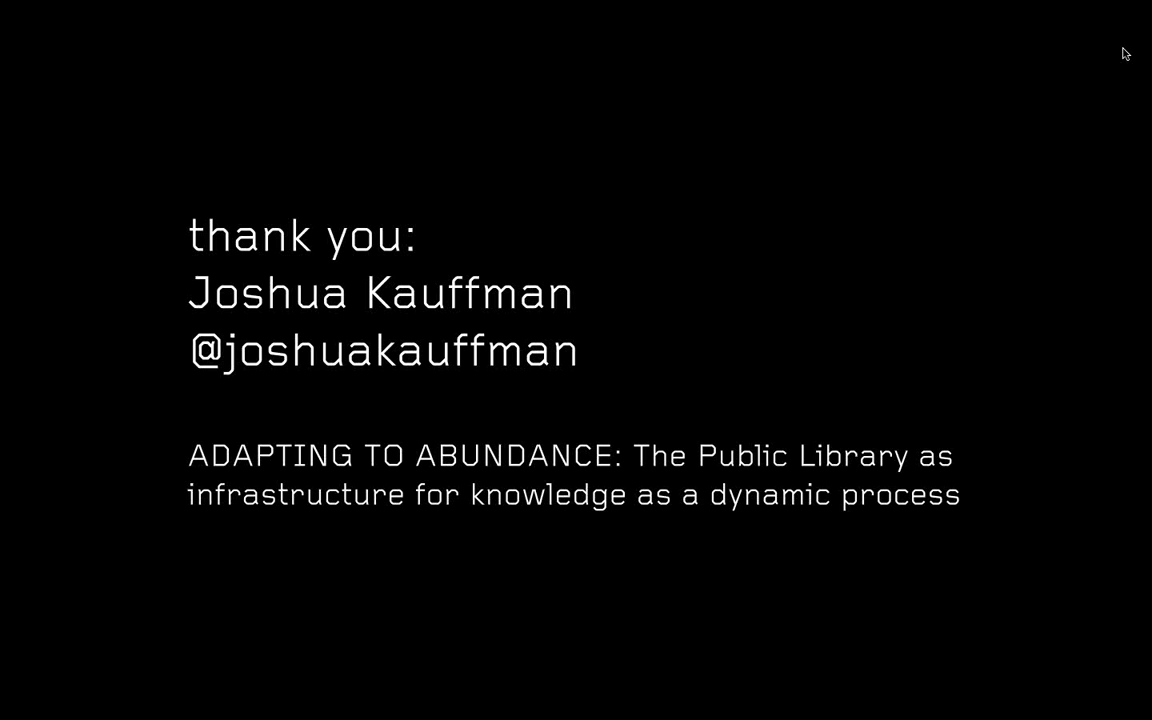 thank you:
Joshua Kauffman
@joshuakauffman
ADAPTING TO ABUNDANCE: The Public Library as
infrastructure for knowledge as a dynamic process